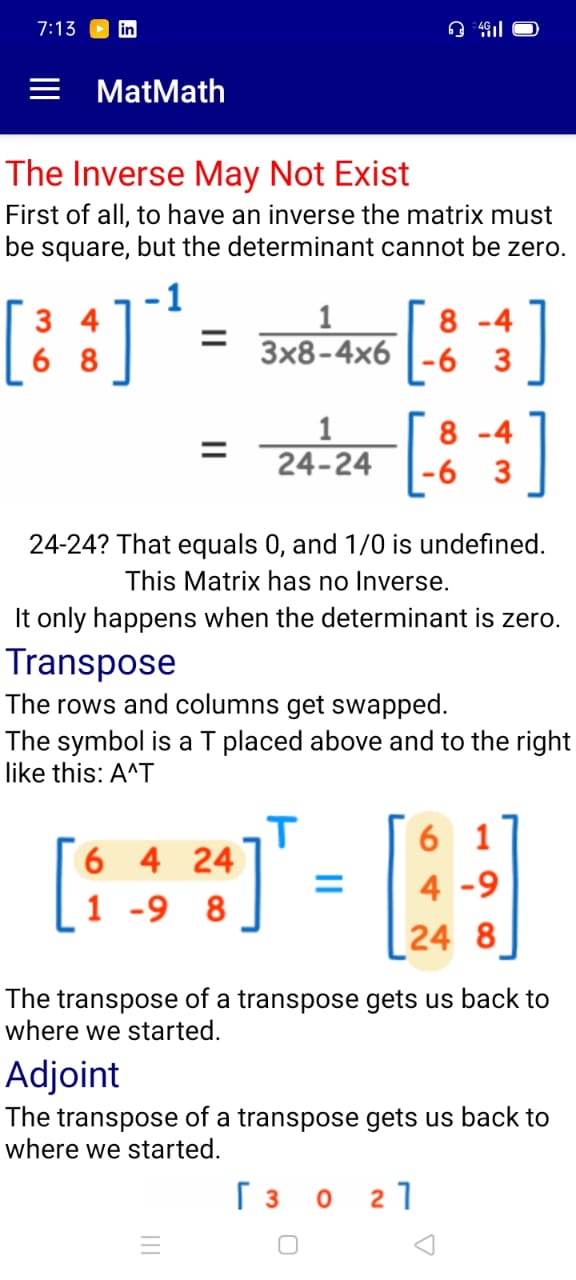 7:13 in 4G
MatMath
The Inverse May Not Exist
First of all, to have an inverse the matrix must
be square, but the determinant cannot be zero.
[3 4
6 8]-1 = 1
3x8-4x6 [8 -4
-6 3]
= 1
24-24 [8 -4
-6 3]
24-24? That equals 0, and 1/0 is undefined.
This Matrix has no Inverse.
It only happens when the determinant is zero.
Transpose
The rows and columns get swapped.
The symbol is a T placed above and to the right
like this: A^T
[6 4 24
1 -9 8]T = [6 1
4 -9
24 8]
The transpose of a transpose gets us back to
where we started.
Adjoint
The transpose of a transpose gets us back to
where we started.
[3 0 2]